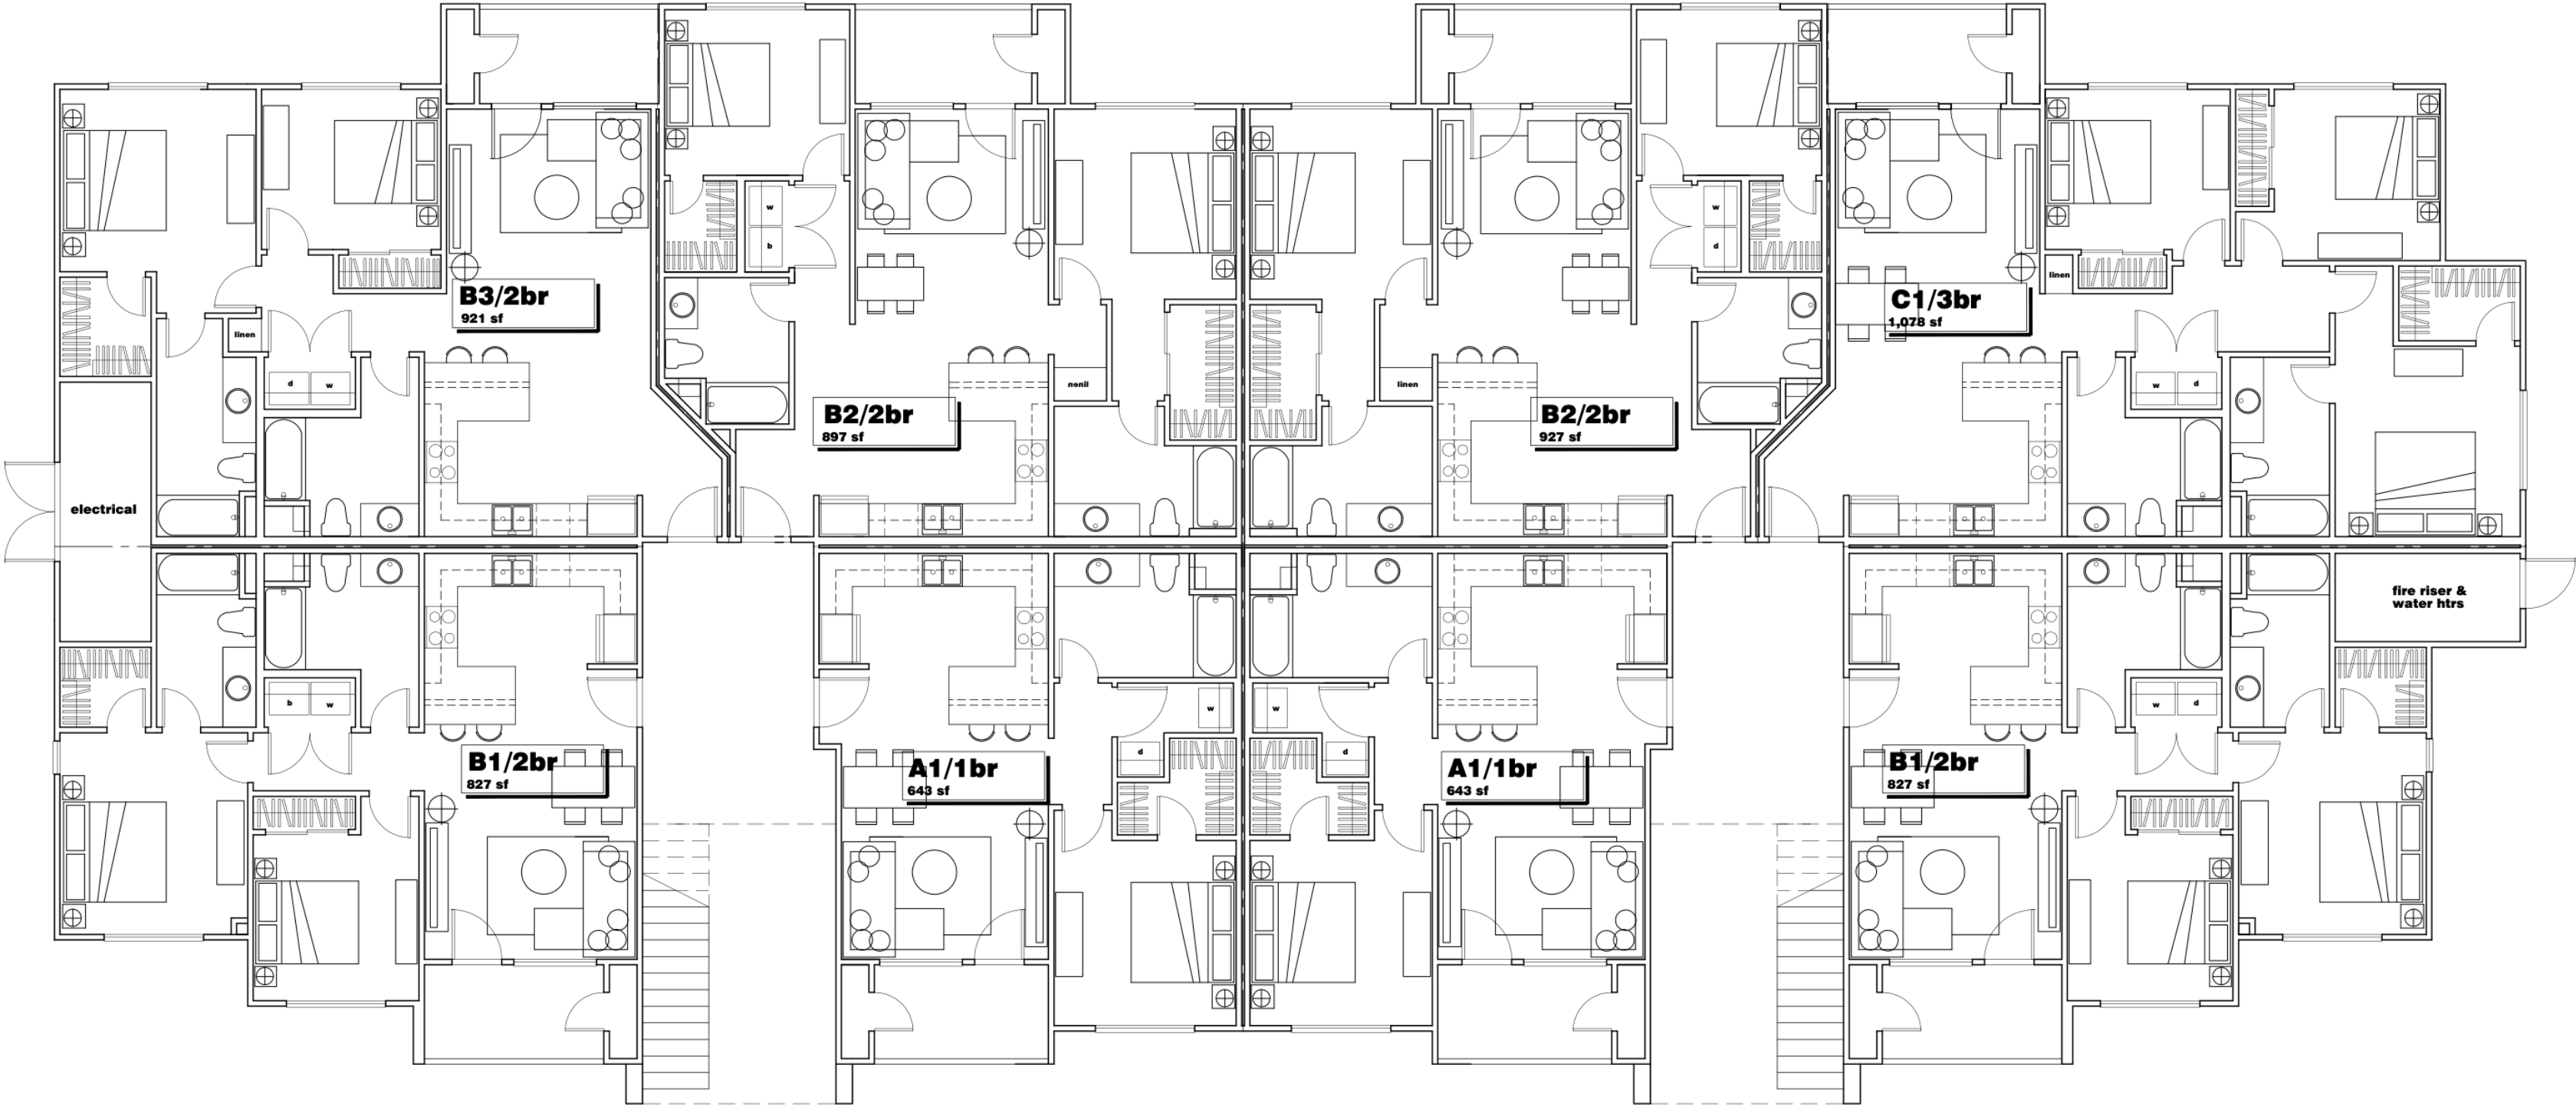 w
b
w
d
linen
B3/2br
921 sf
C1/3br
1,078 sf
linen
d w
nenil
linen
w d
B2/2br
897 sf
B2/2br
927 sf
electrical
fire riser &
water htrs
b w
w
w
w d
B1/2br
827 sf
A1/1br
643 sf
d
d
A1/1br
643 sf
B1/2br
827 sf